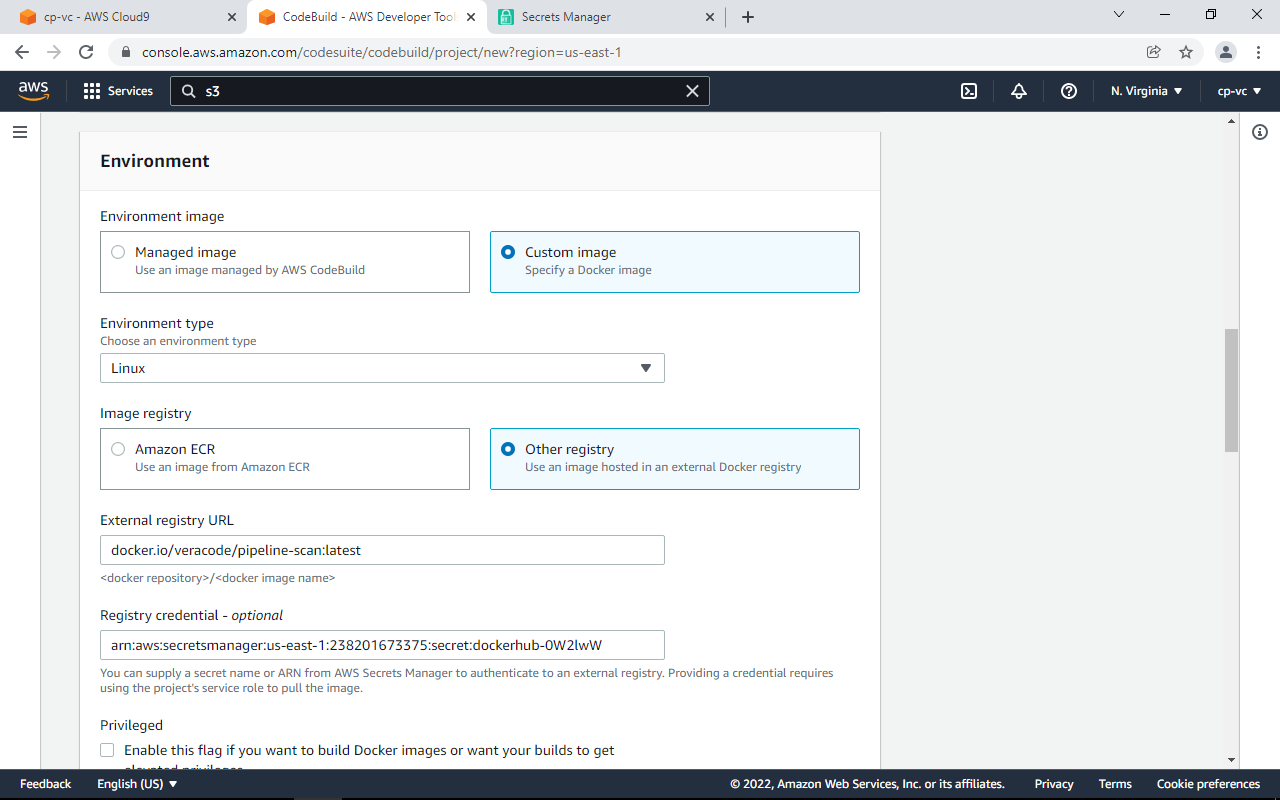 cp-vc - AWS Cloud9
CodeBuild - AWS Developer Tool
Secrets Manager
console.aws.amazon.com/codesuite/codebuild/project/new?region=us-east-1
aws
Services
s3
N. Virginia
cp-vc
Environment
Environment image
Managed image
Use an image managed by AWS CodeBuild
Custom image
Specify a Docker image
Environment type
Choose an environment type
Linux
Image registry
Amazon ECR
Use an image from Amazon ECR
Other registry
Use an image hosted in an external Docker registry
External registry URL
docker.io/veracode/pipeline-scan:latest
<docker repository>/<docker image name>
Registry credential - optional
arn:aws:secretsmanager:us-east-1:238201673375:secret:dockerhub-0W2lwW
You can supply a secret name or ARN from AWS Secrets Manager to authenticate to an external registry. Providing a credential requires
using the project's service role to pull the image.
Privileged
Enable this flag if you want to build Docker images or want your builds to get
elevated privileges
Feedback
English (US)
© 2022, Amazon Web Services, Inc. or its affiliates.
Privacy
Terms
Cookie preferences